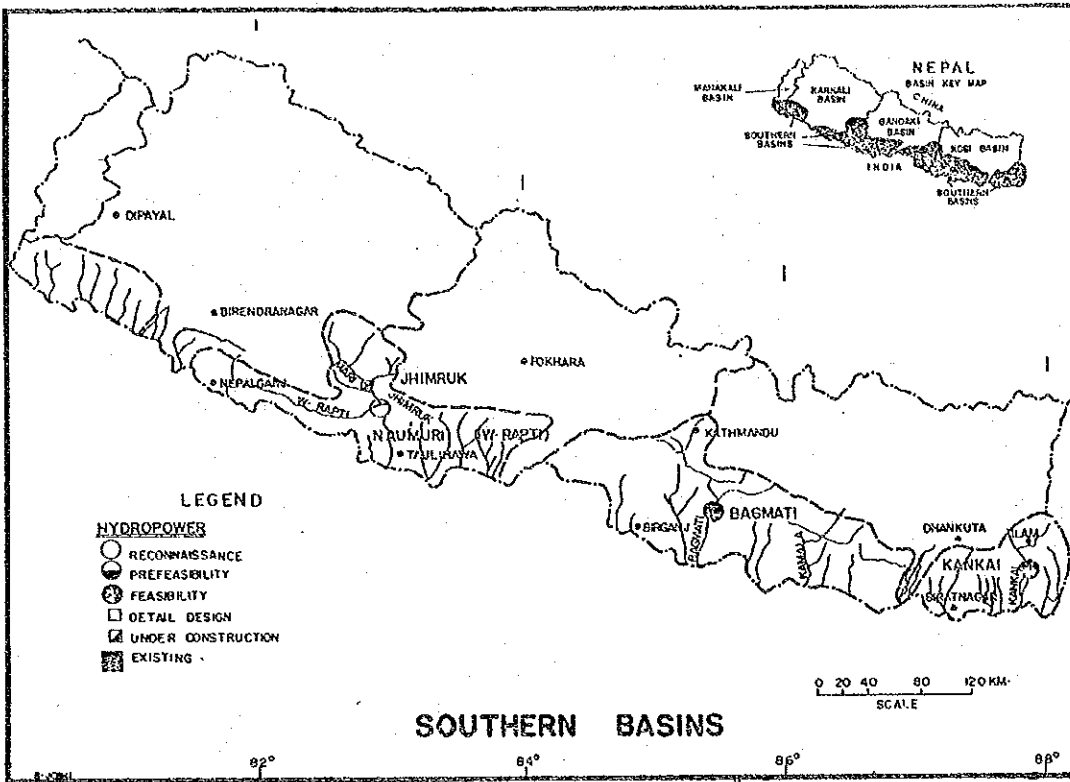 NEPAL
BASIN KEY MAP
MAHAKALI
BASIN
KARNALI
BASIN
CHINA
GANDAKI
BASIN
KOSI BASIN
SOUTHERN
BASINS
INDIA
SOUTHERN
BASINS
DIPAYAL
BIRENDRANAGAR
POKHARA
NEPALGANJ
JHIMRUK
MARI
JHIMRUK
W-RAPTI
NAUMURI
(W-RAPTI)
TAULIHAWA
KATHMANDU
BAGMATI
BIRGANJ
BAGMATI
KAMALA
DHANKUTA
ILAM
KANKAI
KANKAI
BIRATNAGAR
LEGEND
HYDROPOWER
RECONNAISSANCE
PREFEASIBILITY
FEASIBILITY
DETAIL DESIGN
UNDER CONSTRUCTION
EXISTING
0 20 40 80 120 KM.
SCALE
SOUTHERN BASINS
82° 84° 86° 88°